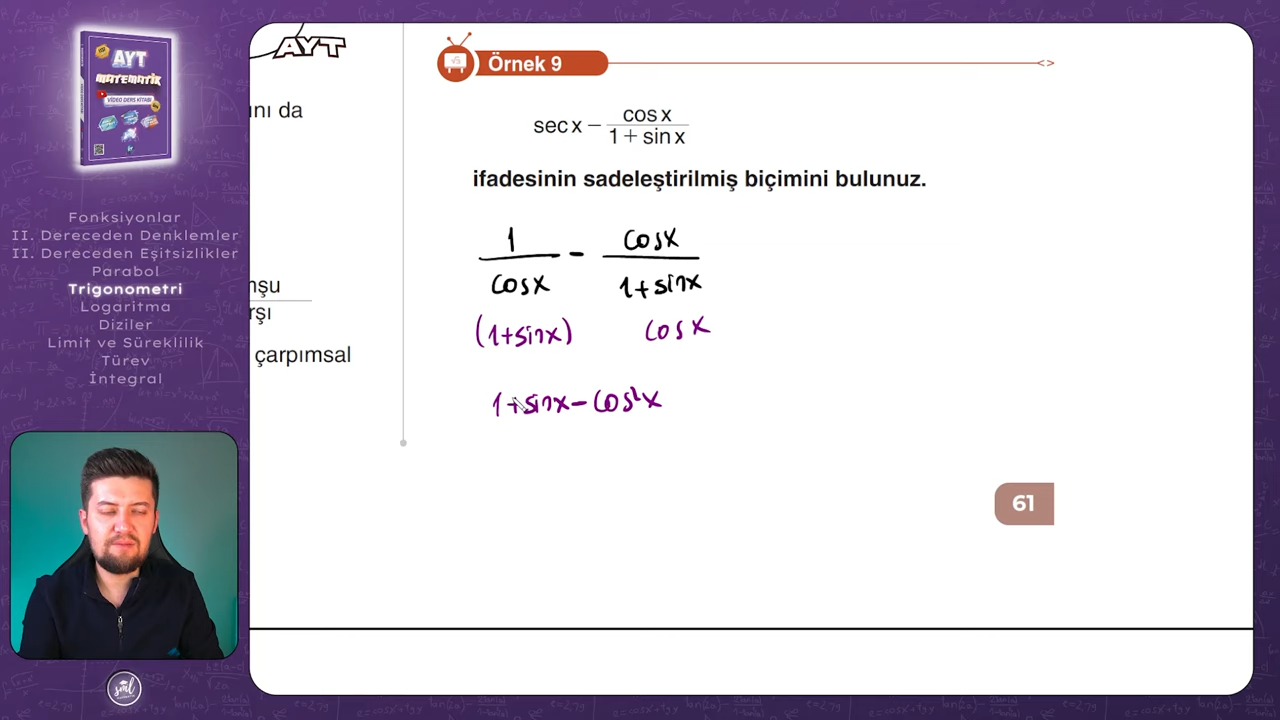 AYT
MATEMATİK
VİDEO DERS KİTABI
Fonksiyonlar
II. Dereceden Denklemler
II. Dereceden Eşitsizlikler
Parabol
Trigonometri
Logaritma
Diziler
Limit ve Süreklilik
Türev
İntegral
sml
AYT
ını da
mşu
rşı
çarpımsal
Örnek 9
sec x − cos x / 1 + sin x
ifadesinin sadeleştirilmiş biçimini bulunuz.
1 / cosx − cosx / 1+sinx
(1+sinx) cosx
1+sinx−cos²x
61